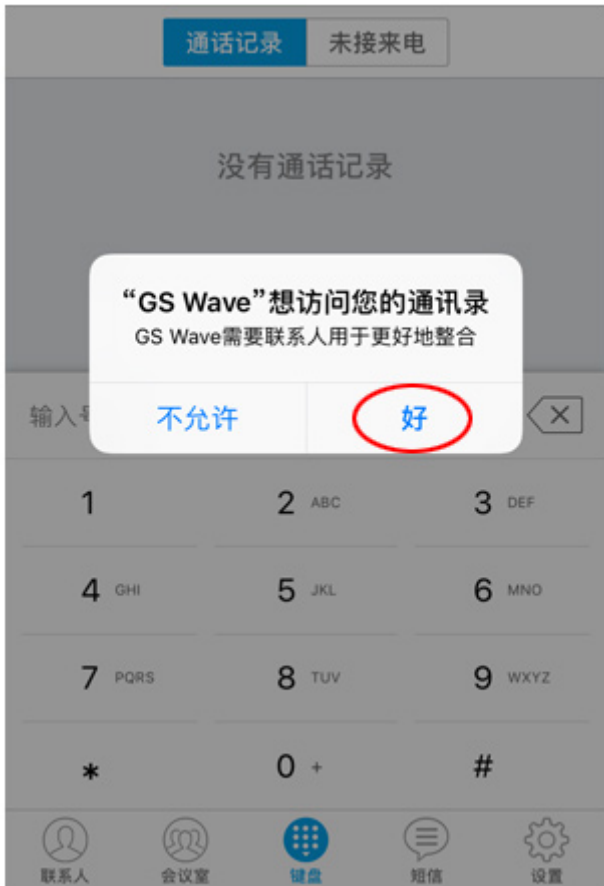 通话记录 未接来电
没有通话记录
“GS Wave”想访问您的通讯录
GS Wave需要联系人用于更好地整合
不允许 好
输入
1 2 ABC 3 DEF
4 GHI 5 JKL 6 MNO
7 PQRS 8 TUV 9 WXYZ
* 0 + #
联系人 会议室 键盘 短信 设置